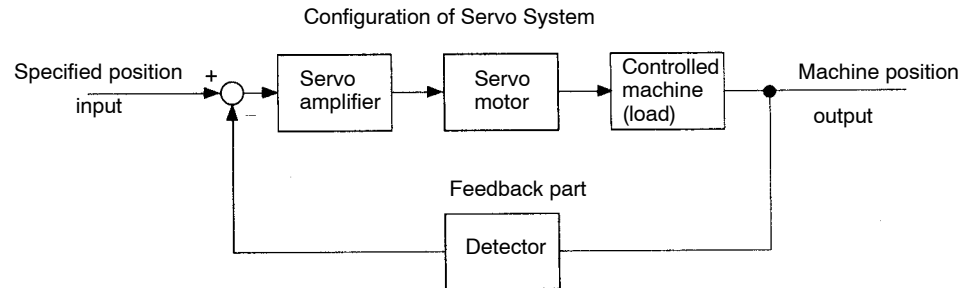 Configuration of Servo System
Specified position
input
+
−
Servo
amplifier
Servo
motor
Controlled
machine
(load)
Machine position
output
Feedback part
Detector